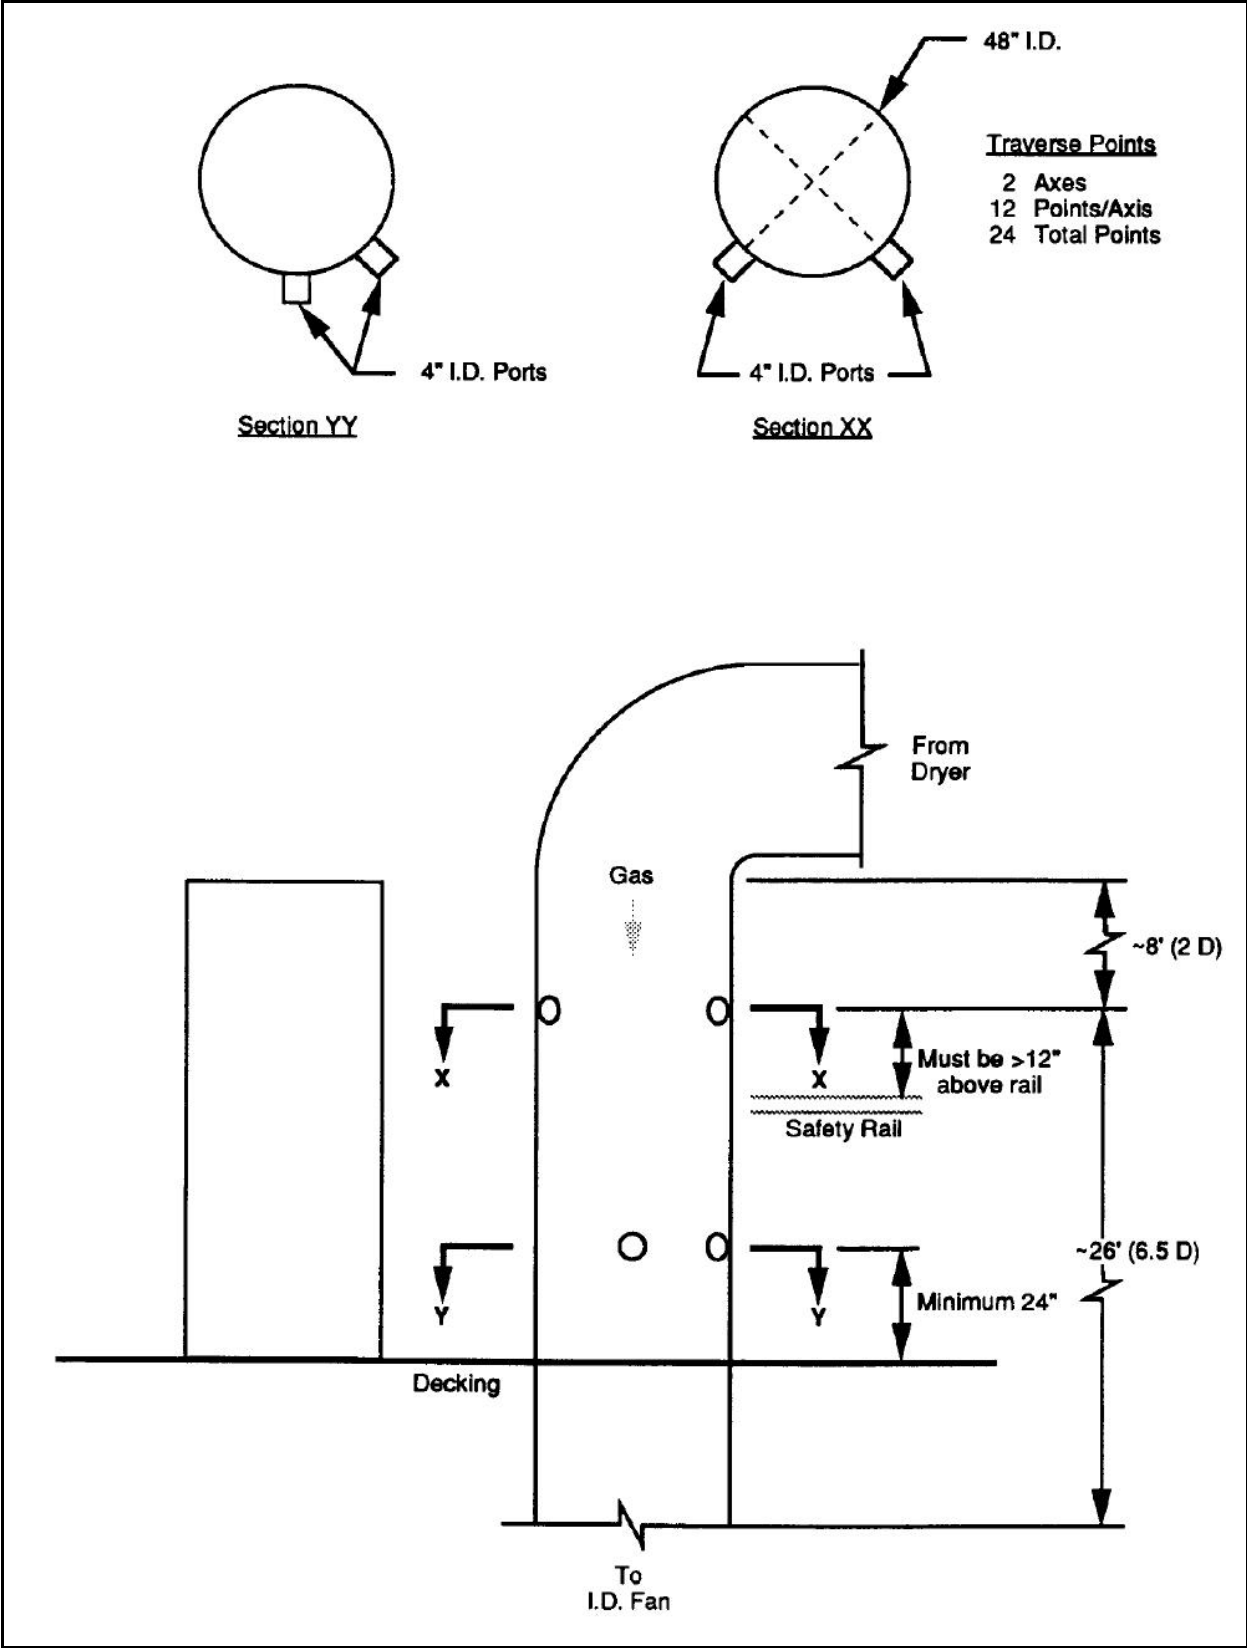 48" I.D.
Traverse Points
2 Axes
12 Points/Axis
24 Total Points
4" I.D. Ports
4" I.D. Ports
Section YY
Section XX
From
Dryer
Gas
~8' (2 D)
X
X
Must be >12"
above rail
Safety Rail
~26' (6.5 D)
Y
Y
Minimum 24"
Decking
To
I.D. Fan